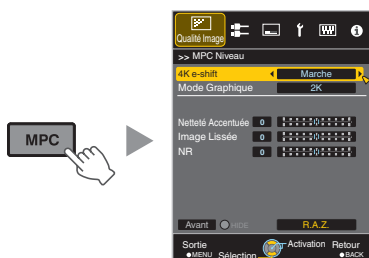 MPC
Qualité Image
>> MPC Niveau
4K e-shift Marche
Mode Graphique 2K
Netteté Accentuée 0
Image Lissée 0
NR 0
Avant HIDE R.A.Z.
Sortie Activation Retour
MENU Sélection BACK